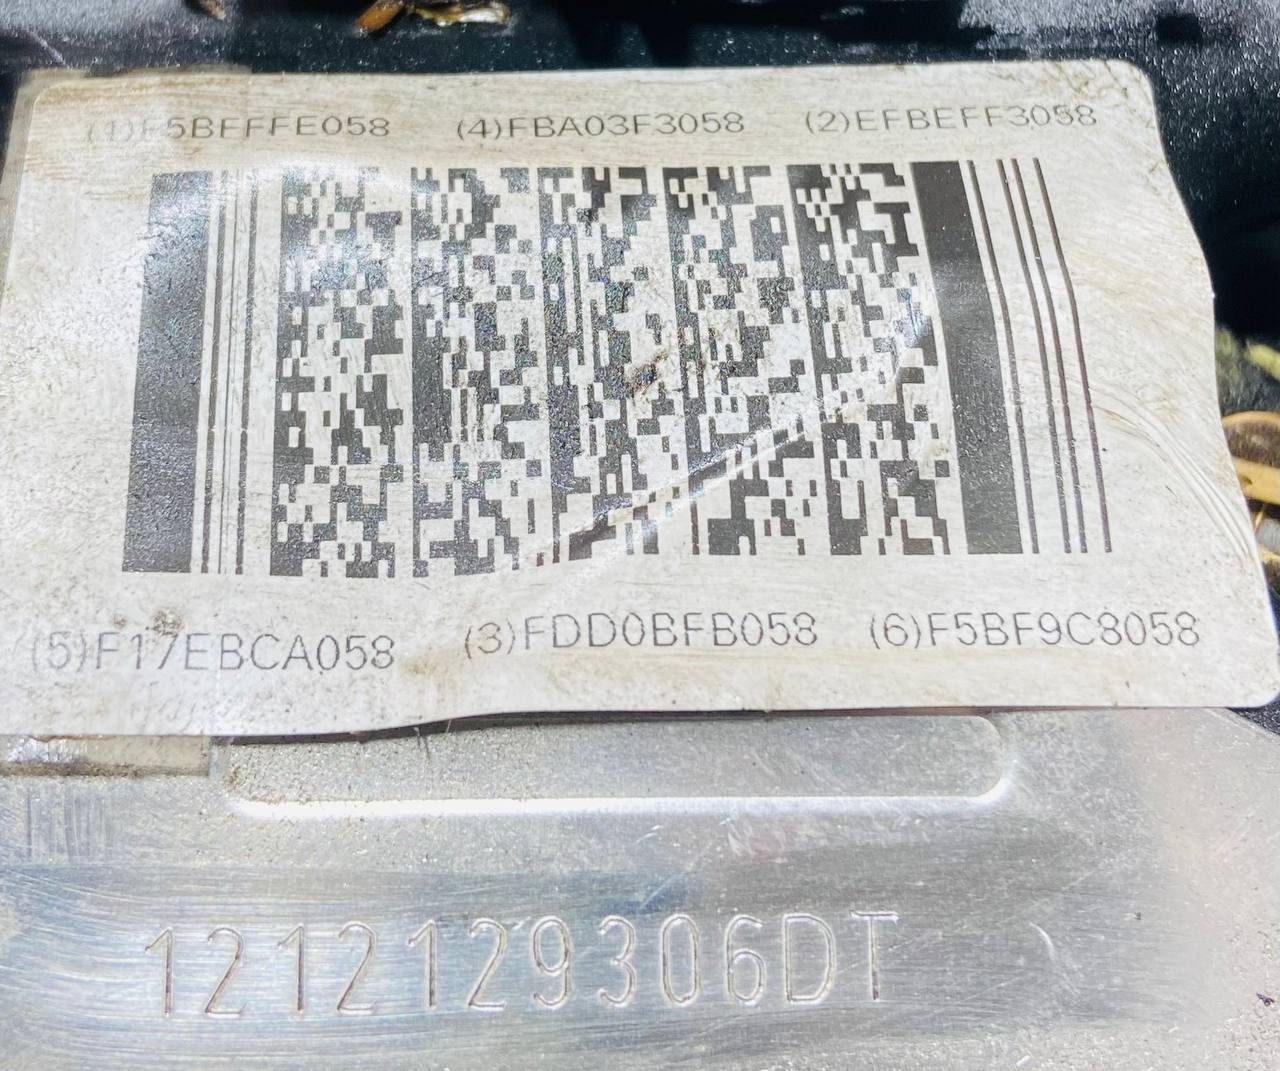 (1)F5BFFFE058 (4)FBA03F3058 (2)EFBEFF3058
(5)F17EBCA058 (3)FDD0BFB058 (6)F5BF9C8058
1212129306DT